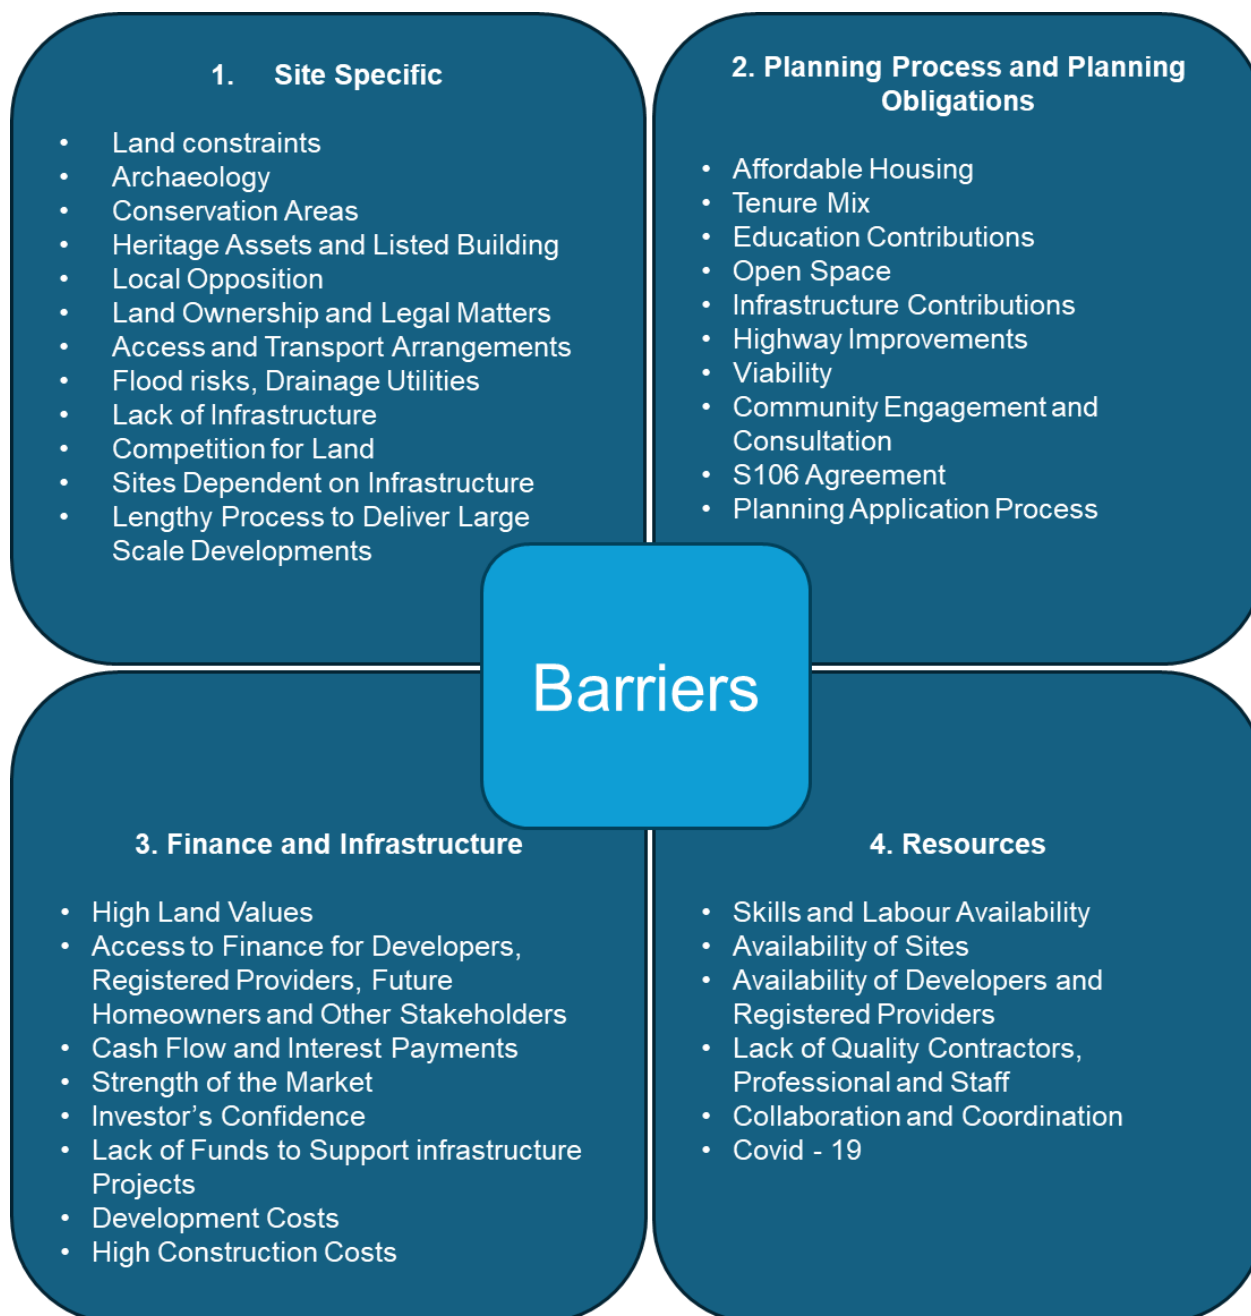 1. Site Specific
• Land constraints
• Archaeology
• Conservation Areas
• Heritage Assets and Listed Building
• Local Opposition
• Land Ownership and Legal Matters
• Access and Transport Arrangements
• Flood risks, Drainage Utilities
• Lack of Infrastructure
• Competition for Land
• Sites Dependent on Infrastructure
• Lengthy Process to Deliver Large
Scale Developments
2. Planning Process and Planning
Obligations
• Affordable Housing
• Tenure Mix
• Education Contributions
• Open Space
• Infrastructure Contributions
• Highway Improvements
• Viability
• Community Engagement and
Consultation
• S106 Agreement
• Planning Application Process
Barriers
3. Finance and Infrastructure
• High Land Values
• Access to Finance for Developers,
Registered Providers, Future
Homeowners and Other Stakeholders
• Cash Flow and Interest Payments
• Strength of the Market
• Investor’s Confidence
• Lack of Funds to Support infrastructure
Projects
• Development Costs
• High Construction Costs
4. Resources
• Skills and Labour Availability
• Availability of Sites
• Availability of Developers and
Registered Providers
• Lack of Quality Contractors,
Professional and Staff
• Collaboration and Coordination
• Covid - 19